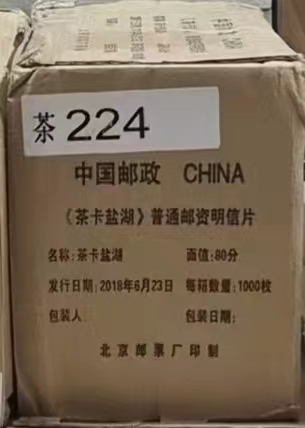 茶 224
中国邮政 CHINA
《茶卡盐湖》普通邮资明信片
名称:茶卡盐湖 面值:80分
发行日期:2018年6月23日 每箱数量:1000枚
包装人: 包装日期:
北京邮票厂印制